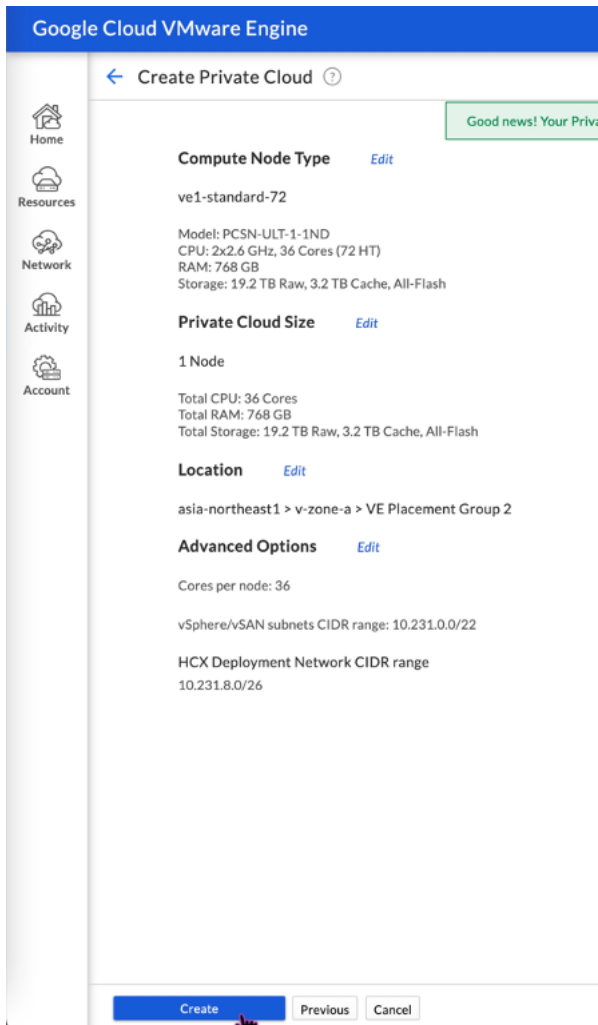 Google Cloud VMware Engine
Create Private Cloud ?
Good news! Your Priva
Home
Resources
Network
Activity
Account
Compute Node Type Edit
ve1-standard-72
Model: PCSN-ULT-1-1ND
CPU: 2x2.6 GHz, 36 Cores (72 HT)
RAM: 768 GB
Storage: 19.2 TB Raw, 3.2 TB Cache, All-Flash
Private Cloud Size Edit
1 Node
Total CPU: 36 Cores
Total RAM: 768 GB
Total Storage: 19.2 TB Raw, 3.2 TB Cache, All-Flash
Location Edit
asia-northeast1 > v-zone-a > VE Placement Group 2
Advanced Options Edit
Cores per node: 36
vSphere/vSAN subnets CIDR range: 10.231.0.0/22
HCX Deployment Network CIDR range
10.231.8.0/26
Create Previous Cancel